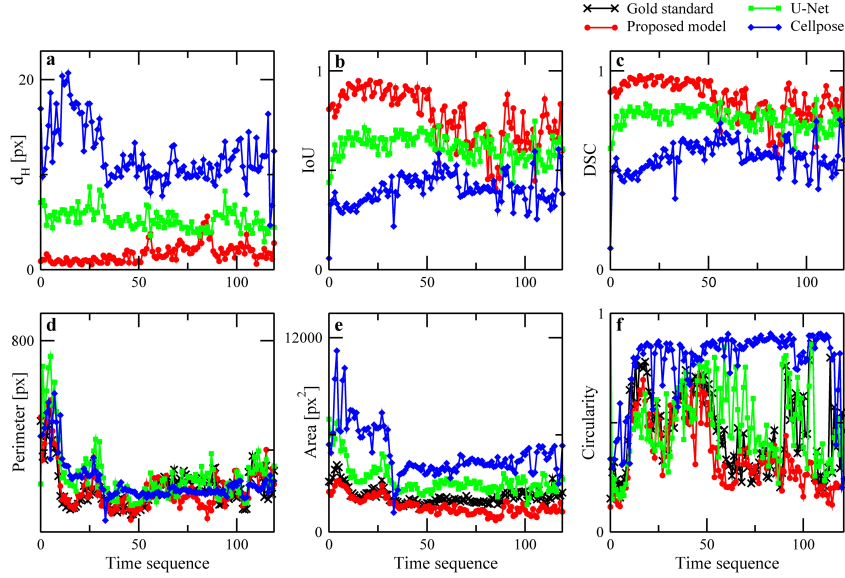 Gold standard U-Net
Proposed model Cellpose
a b c
20 1 1
d_H [px] IoU DSC
0 0 0
0 50 100 0 50 100 0 50 100
d e f
800 12000 1
Perimeter [px] Area [px²] Circularity
0 0
0 50 100 0 50 100 0 50 100
Time sequence Time sequence Time sequence